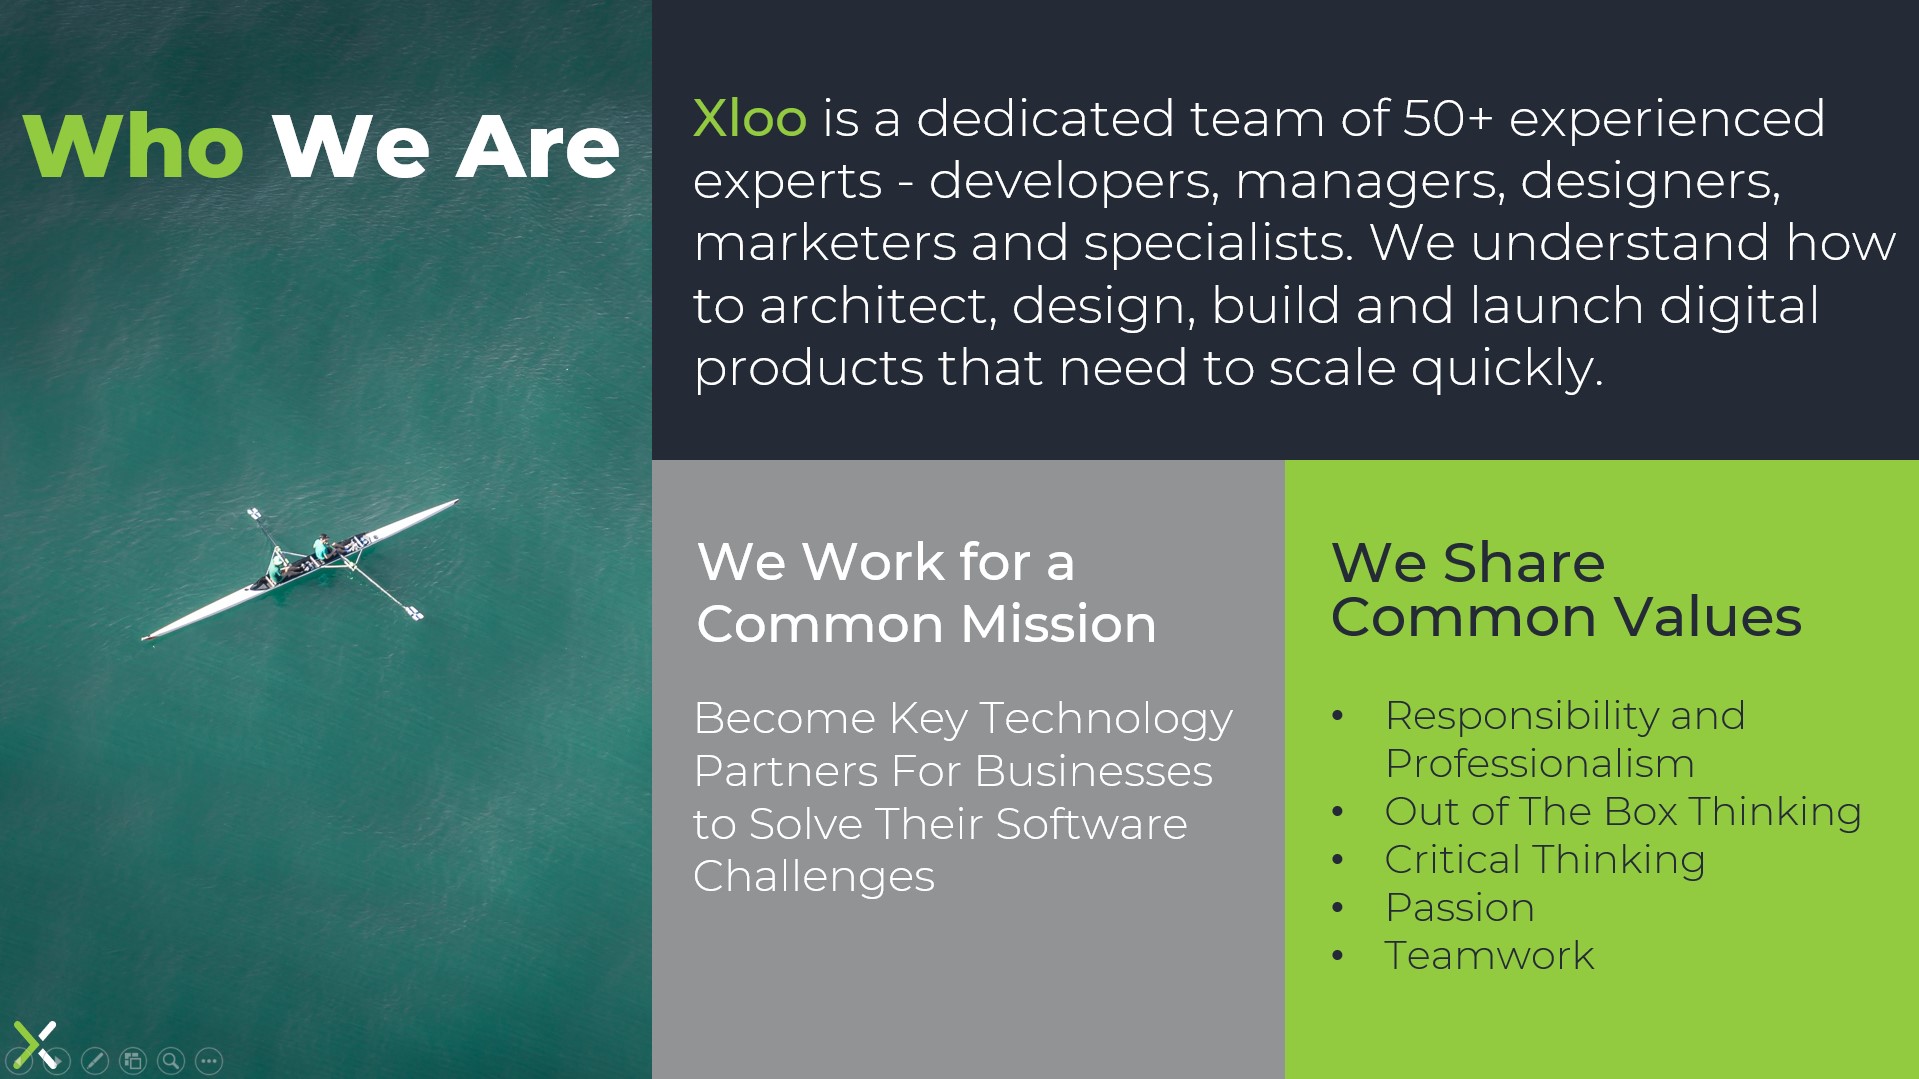 Who We Are
Xloo is a dedicated team of 50+ experienced
experts - developers, managers, designers,
marketers and specialists. We understand how
to architect, design, build and launch digital
products that need to scale quickly.
We Work for a
Common Mission
Become Key Technology
Partners For Businesses
to Solve Their Software
Challenges
We Share
Common Values
• Responsibility and
Professionalism
• Out of The Box Thinking
• Critical Thinking
• Passion
• Teamwork